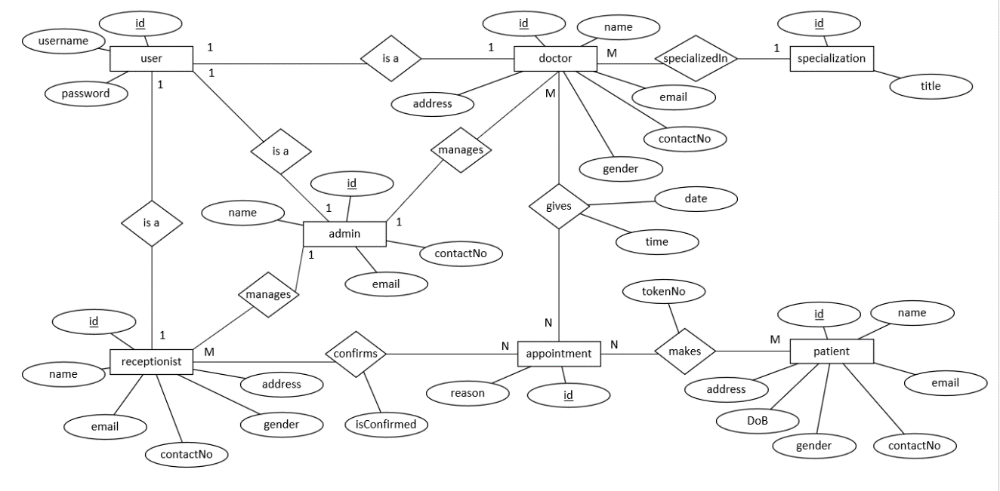 id
id
name
id
username
user
1
is a
1
doctor
M
specializedIn
1
specialization
1
1
password
M
address
email
title
contactNo
is a
manages
gender
id
date
1
gives
name
1
is a
admin
time
1
contactNo
email
manages
tokenNo
id
id
name
1
N
M
N
N
M
receptionist
confirms
appointment
makes
patient
name
address
reason
id
address
email
email
gender
isConfirmed
DoB
gender
contactNo
contactNo